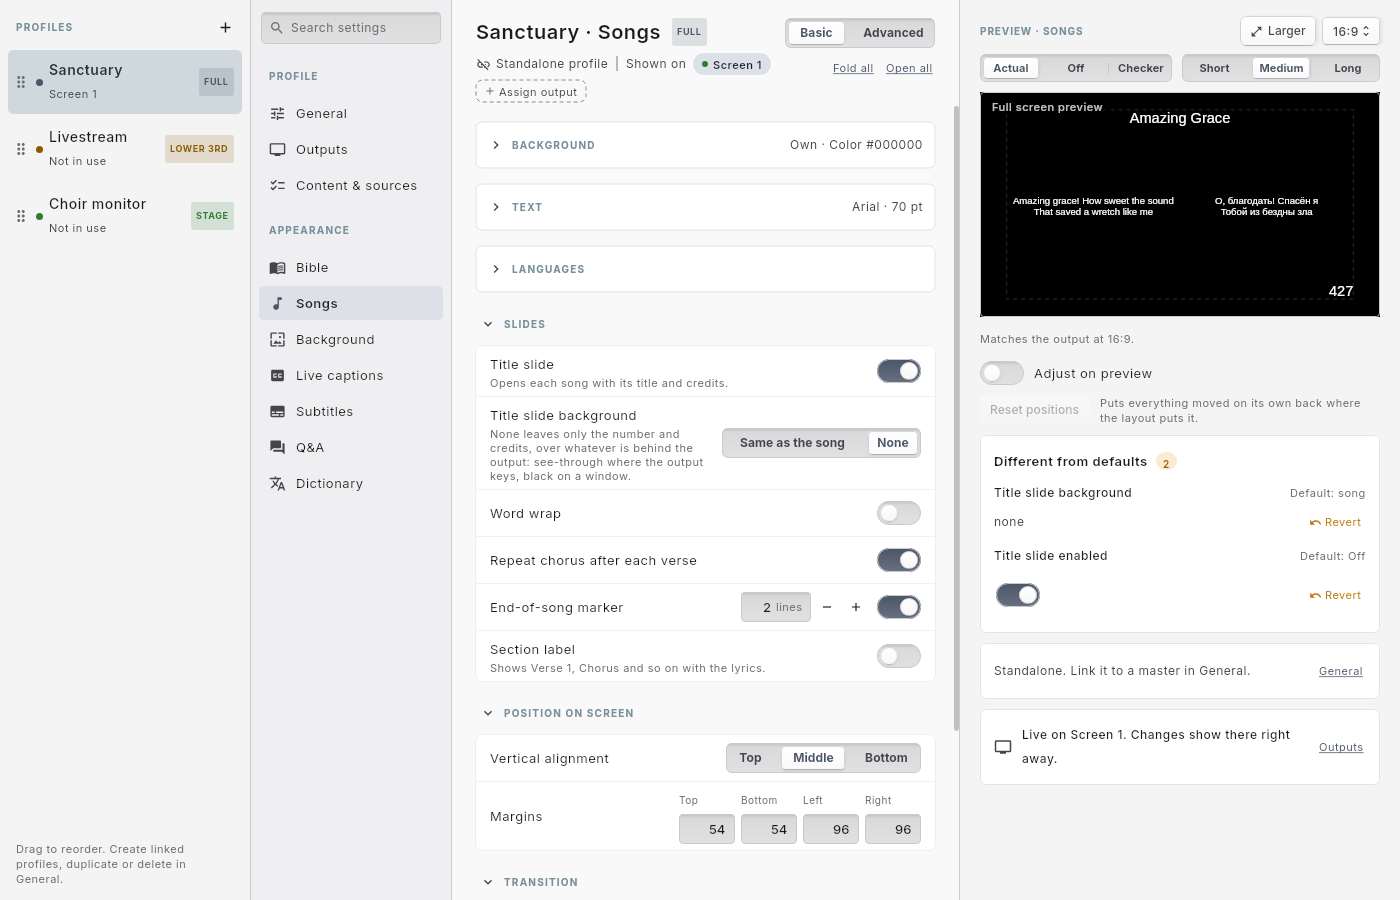 PROFILES
Sanctuary
Screen 1
FULL
Livestream
Not in use
LOWER 3RD
Choir monitor
Not in use
STAGE
Drag to reorder. Create linked
profiles, duplicate or delete in
General.
Search settings
PROFILE
General
Outputs
Content & sources
APPEARANCE
Bible
Songs
Background
Live captions
Subtitles
Q&A
Dictionary
Sanctuary · Songs FULL
Basic Advanced
Standalone profile | Shown on Screen 1
Fold all Open all
+ Assign output
BACKGROUND Own · Color #000000
TEXT Arial · 70 pt
LANGUAGES
SLIDES
Title slide
Opens each song with its title and credits.
Title slide background
None leaves only the number and
credits, over whatever is behind the
output: see-through where the output
keys, black on a window.
Same as the song None
Word wrap
Repeat chorus after each verse
End-of-song marker 2 lines − +
Section label
Shows Verse 1, Chorus and so on with the lyrics.
POSITION ON SCREEN
Vertical alignment Top Middle Bottom
Margins
Top Bottom Left Right
54 54 96 96
TRANSITION
PREVIEW · SONGS
Larger 16:9
Actual Off Checker Short Medium Long
Full screen preview
Amazing Grace
Amazing grace! How sweet the sound
That saved a wretch like me
О, благодать! Спасён я
Тобой из бездны зла
427
Matches the output at 16:9.
Adjust on preview
Reset positions
Puts everything moved on its own back where
the layout puts it.
Different from defaults 2
Title slide background Default: song
none Revert
Title slide enabled Default: Off
Revert
Standalone. Link it to a master in General. General
Live on Screen 1. Changes show there right
away.
Outputs